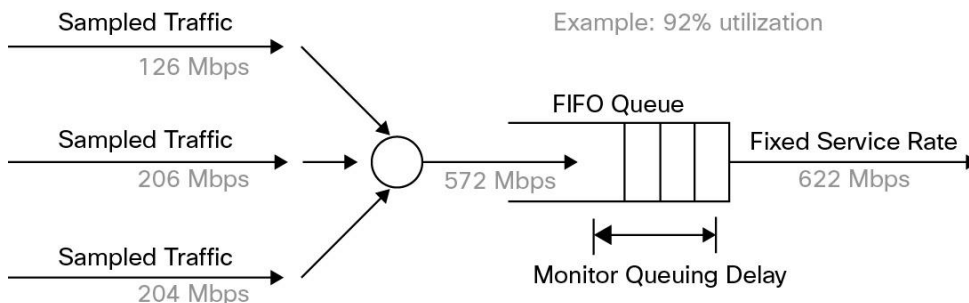 Sampled Traffic
126 Mbps
Example: 92% utilization
Sampled Traffic
206 Mbps
572 Mbps
FIFO Queue
Fixed Service Rate
622 Mbps
Sampled Traffic
204 Mbps
Monitor Queuing Delay